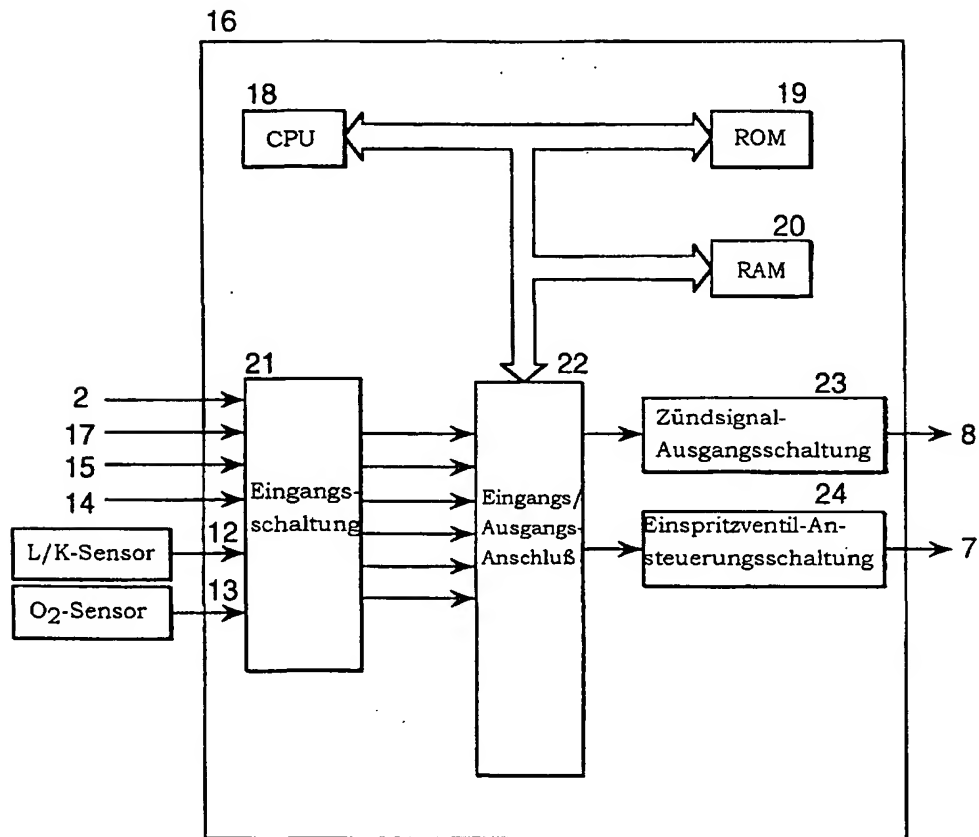 16
18
CPU
19
ROM
20
RAM
21
Eingangs-
schaltung
22
Eingangs/
Ausgangs-
Anschluß
23
Zündsignal-
Ausgangsschaltung
24
Einspritzventil-An-
steuerungsschaltung
2
17
15
14
L/K-Sensor
12
O2-Sensor
13
8
7